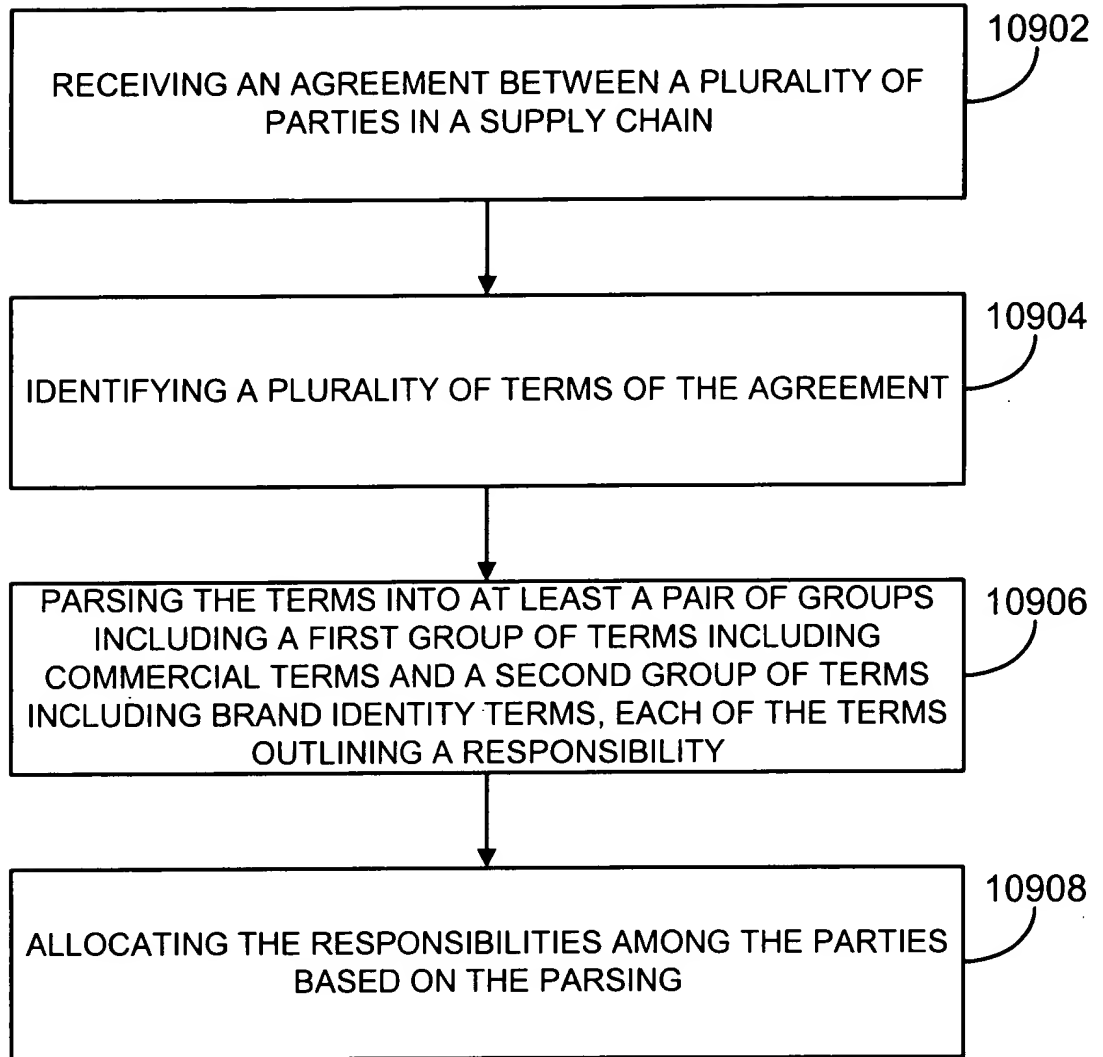 10902
RECEIVING AN AGREEMENT BETWEEN A PLURALITY OF
PARTIES IN A SUPPLY CHAIN
10904
IDENTIFYING A PLURALITY OF TERMS OF THE AGREEMENT
10906
PARSING THE TERMS INTO AT LEAST A PAIR OF GROUPS
INCLUDING A FIRST GROUP OF TERMS INCLUDING
COMMERCIAL TERMS AND A SECOND GROUP OF TERMS
INCLUDING BRAND IDENTITY TERMS, EACH OF THE TERMS
OUTLINING A RESPONSIBILITY
10908
ALLOCATING THE RESPONSIBILITIES AMONG THE PARTIES
BASED ON THE PARSING